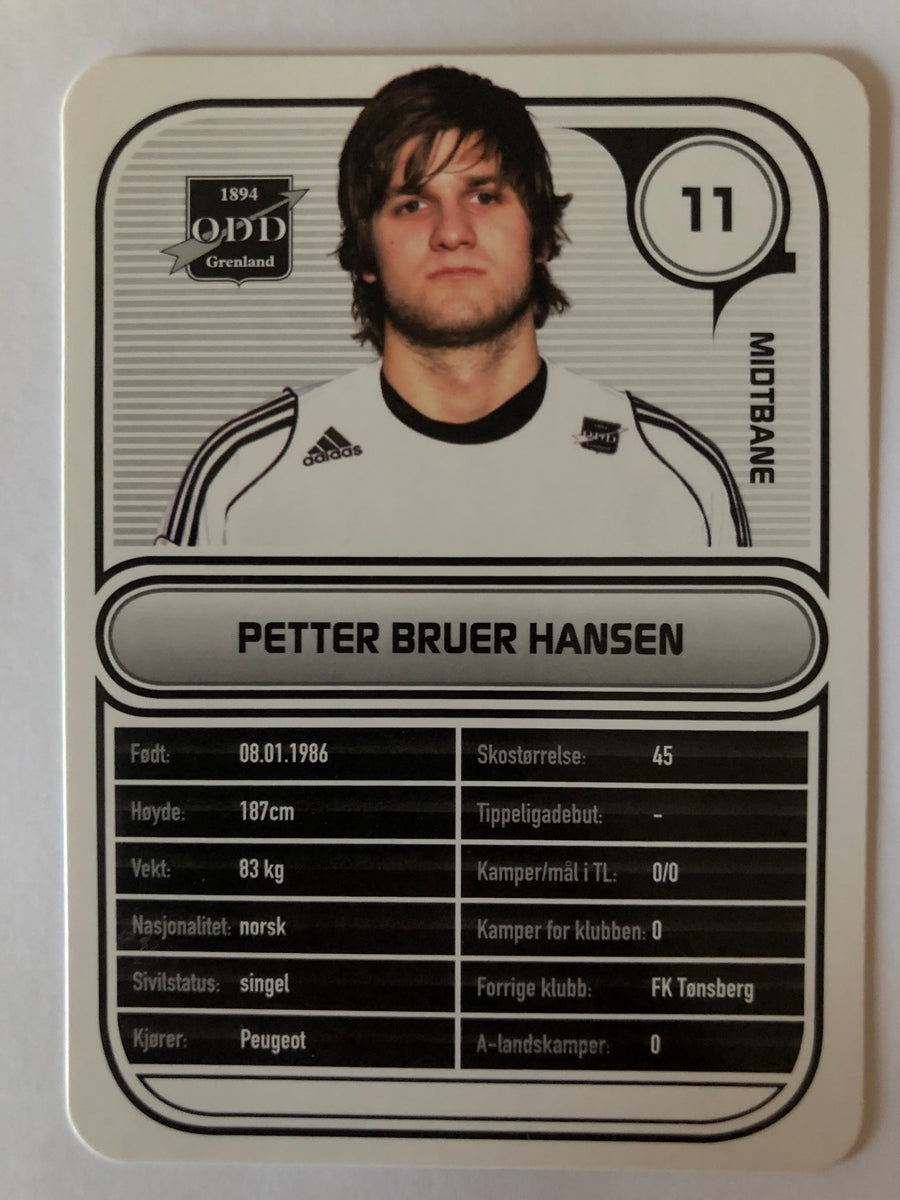 1894
ODD
Grenland
11
MIDTBANE
adidas
ODD
PETTER BRUER HANSEN
Født: 08.01.1986
Skostørrelse: 45
Høyde: 187cm
Tippeligadebut: -
Vekt: 83 kg
Kamper/mål i TL: 0/0
Nasjonalitet: norsk
Kamper for klubben: 0
Sivilstatus: singel
Forrige klubb: FK Tønsberg
Kjører: Peugeot
A-landskamper: 0